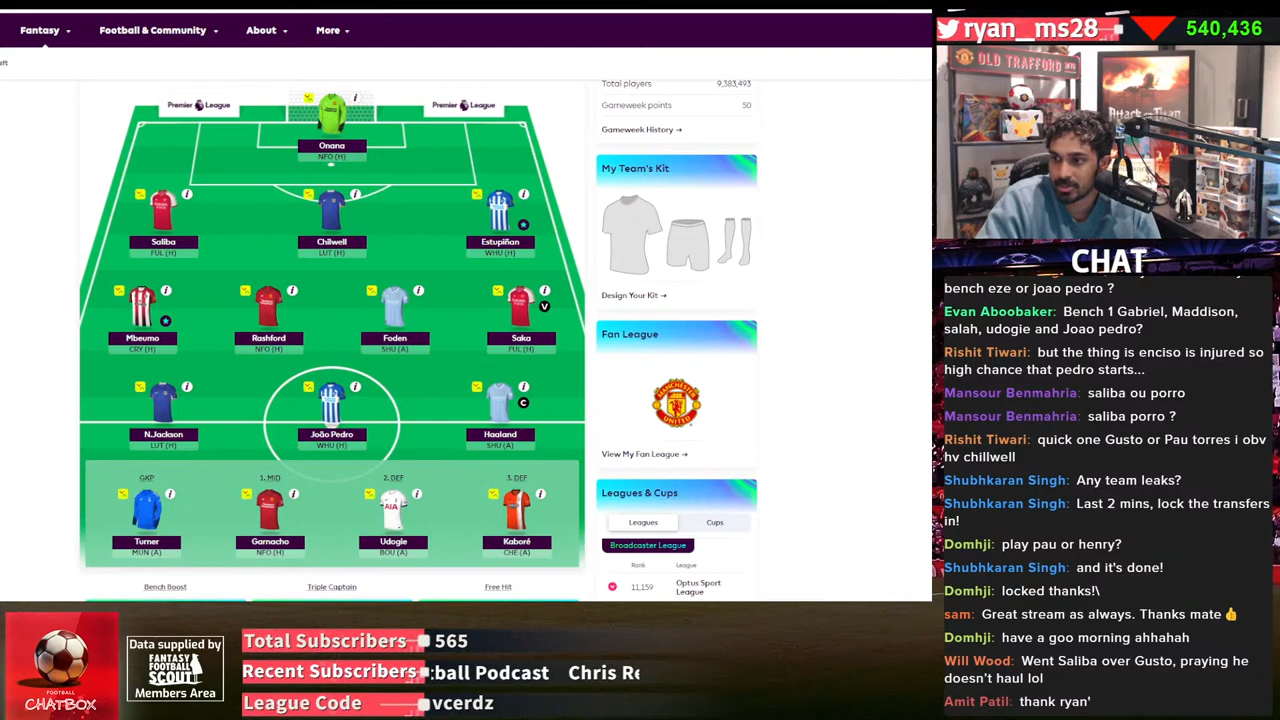 Fantasy
Football & Community
About
More
aft
Premier League
Premier League
Onana
NFO (H)
Saliba
FUL (H)
Chilwell
LUT (H)
Estupiñan
WHU (H)
Mbeumo
CRY (H)
Rashford
NFO (H)
Foden
SHU (A)
Saka
FUL (H)
V
N.Jackson
LUT (H)
João Pedro
WHU (H)
Haaland
SHU (A)
C
GKP
1. MID
2. DEF
3. DEF
AIA
Turner
MUN (A)
Garnacho
NFO (H)
Udogie
BOU (A)
Kaboré
CHE (A)
Bench Boost
Triple Captain
Free Hit
Total players 9,383,493
Gameweek points 50
Gameweek History →
My Team's Kit
Design Your Kit →
Fan League
MANCHESTER
UNITED
View My Fan League →
Leagues & Cups
Leagues
Cups
Broadcaster League
Rank League
11,159 Optus Sport
League
ryan_ms28
540,436
OLD TRAFFORD M16
CHAT
bench eze or joao pedro ?
Evan Aboobaker: Bench 1 Gabriel, Maddison,
salah, udogie and Joao pedro?
Rishit Tiwari: but the thing is enciso is injured so
high chance that pedro starts...
Mansour Benmahria: saliba ou porro
Mansour Benmahria: saliba porro ?
Rishit Tiwari: quick one Gusto or Pau torres i obv
hv chillwell
Shubhkaran Singh: Any team leaks?
Shubhkaran Singh: Last 2 mins, lock the transfers
in!
Domhji: play pau or henry?
Shubhkaran Singh: and it's done!
Domhji: locked thanks!\
sam: Great stream as always. Thanks mate👍
Domhji: have a goo morning ahhahah
Will Wood: Went Saliba over Gusto, praying he
doesn't haul lol
Amit Patil: thank ryan'
FOOTBALL
CHATBOX
Data supplied by
FANTASY
FOOTBALL
SCOUT
Members Area
Total Subscribers 565
Recent Subscribers :ball Podcast Chris Re
League Code vcerdz